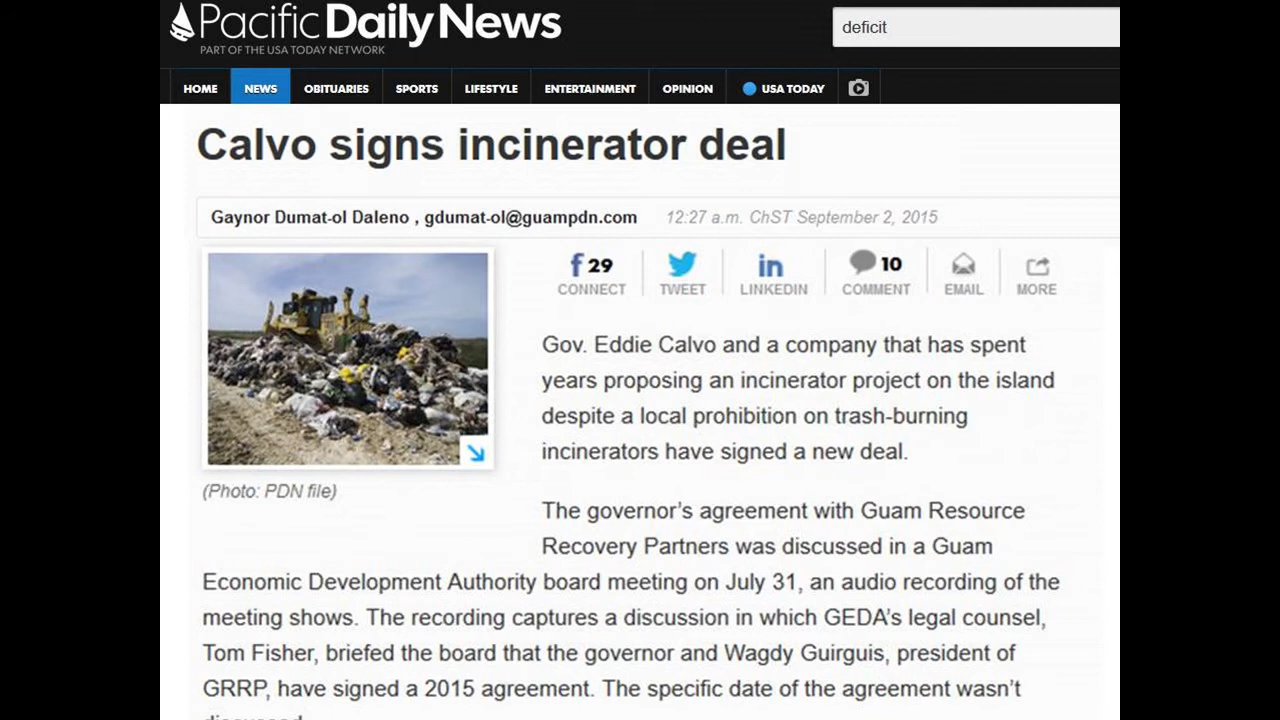 Pacific Daily News
PART OF THE USA TODAY NETWORK
deficit
HOME NEWS OBITUARIES SPORTS LIFESTYLE ENTERTAINMENT OPINION USA TODAY
Calvo signs incinerator deal
Gaynor Dumat-ol Daleno , gdumat-ol@guampdn.com 12:27 a.m. ChST September 2, 2015
29 10
CONNECT TWEET LINKEDIN COMMENT EMAIL MORE
(Photo: PDN file)
Gov. Eddie Calvo and a company that has spent
years proposing an incinerator project on the island
despite a local prohibition on trash-burning
incinerators have signed a new deal.
The governor's agreement with Guam Resource
Recovery Partners was discussed in a Guam
Economic Development Authority board meeting on July 31, an audio recording of the
meeting shows. The recording captures a discussion in which GEDA's legal counsel,
Tom Fisher, briefed the board that the governor and Wagdy Guirguis, president of
GRRP, have signed a 2015 agreement. The specific date of the agreement wasn't